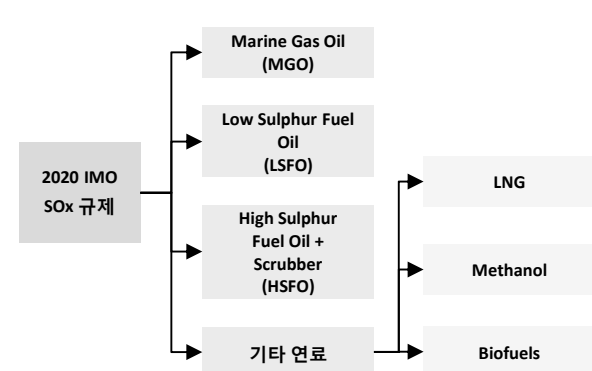 2020 IMO
SOx 규제
Marine Gas Oil
(MGO)
Low Sulphur Fuel
Oil
(LSFO)
High Sulphur
Fuel Oil +
Scrubber
(HSFO)
기타 연료
LNG
Methanol
Biofuels